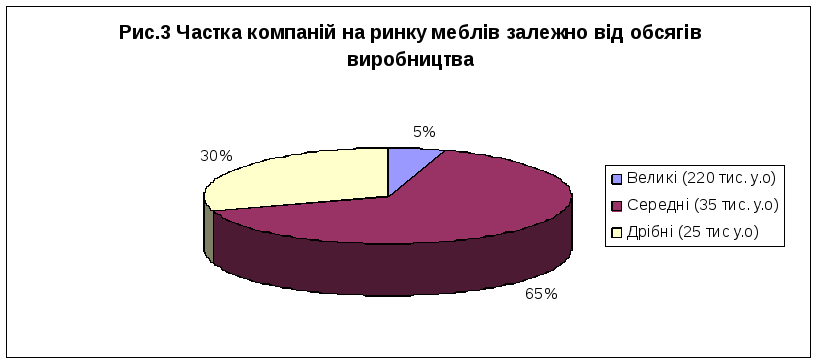 Рис.3 Частка компаній на ринку меблів залежно від обсягів
виробництва
5%
30%
65%
Великі (220 тис. у.о)
Середні (35 тис. у.о)
Дрібні (25 тис у.о)